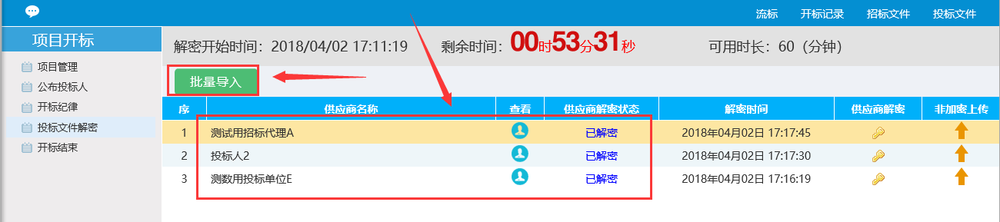 流标 开标记录 招标文件 投标文件
项目开标
项目管理
公布投标人
开标纪律
投标文件解密
开标结束
解密开始时间：2018/04/02 17:11:19 剩余时间：00时53分31秒 可用时长：60（分钟）
批量导入
序 供应商名称 查看 供应商解密状态 解密时间 供应商解密 非加密上传
1 测试用招标代理A 已解密 2018年04月02日 17:17:45
2 投标人2 已解密 2018年04月02日 17:17:30
3 测数用投标单位E 已解密 2018年04月02日 17:16:19